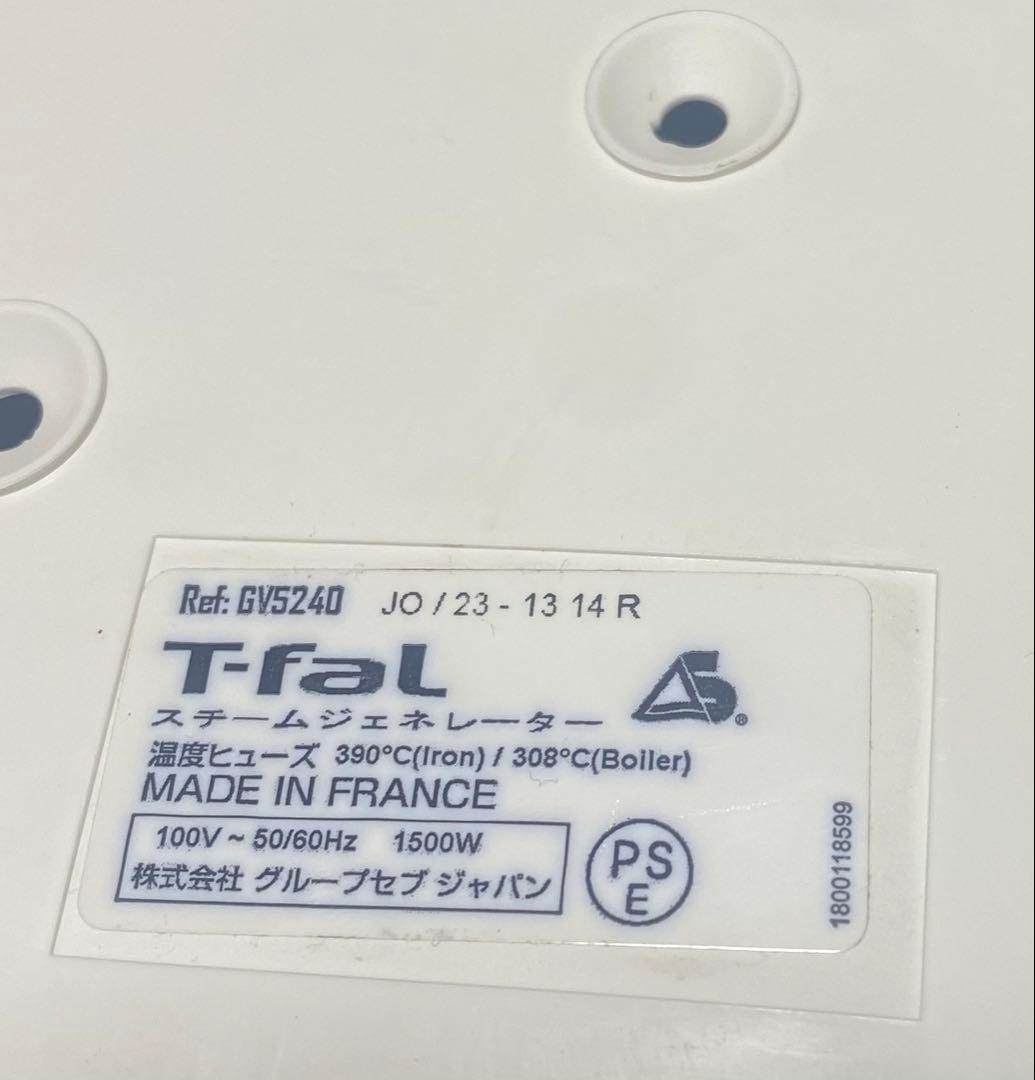 Ref: GV5240 JO / 23 - 13 14 R
T-faL
AS®
スチームジェネレーター
温度ヒューズ 390°C(Iron) / 308°C(Boiler)
MADE IN FRANCE
100V ~ 50/60Hz 1500W
株式会社 グループセブ ジャパン
PS
E
1800118599